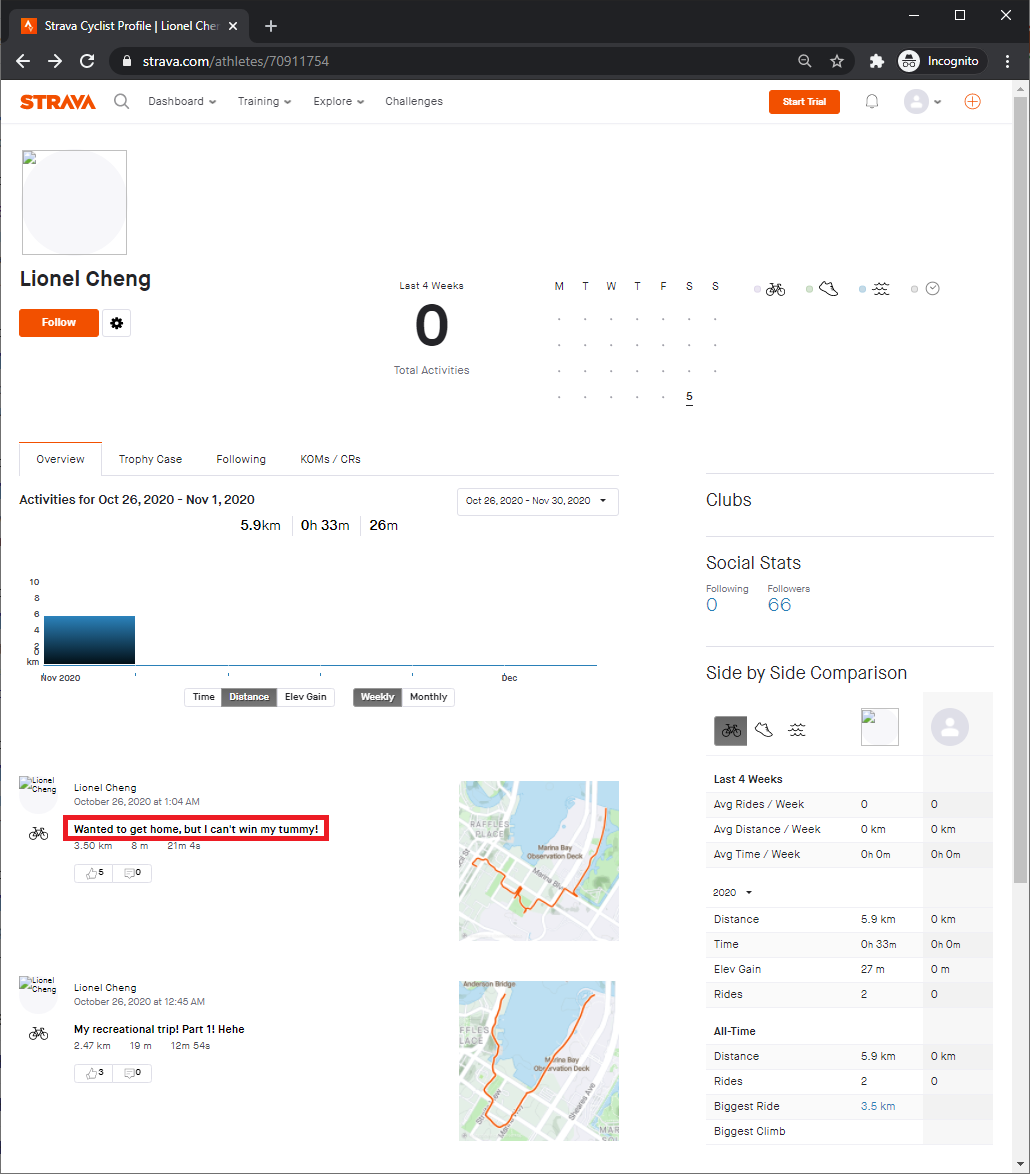 Strava Cyclist Profile | Lionel Cher
strava.com/athletes/70911754
Incognito
STRAVA
Dashboard
Training
Explore
Challenges
Start Trial
Lionel Cheng
Follow
Last 4 Weeks
0
Total Activities
M T W T F S S
5
Overview
Trophy Case
Following
KOMs / CRs
Activities for Oct 26, 2020 - Nov 1, 2020
Oct 26, 2020 - Nov 30, 2020
5.9km
0h 33m
26m
10
8
6
4
2
0
km
Nov 2020
Dec
Time
Distance
Elev Gain
Weekly
Monthly
Lionel Cheng
Lionel Cheng
October 26, 2020 at 1:04 AM
Wanted to get home, but I can't win my tummy!
3.50 km 8 m 21m 4s
5
0
RAFFLES
PLACE
Marina Bay
Observation Deck
Marina Blv
Lionel Cheng
Lionel Cheng
October 26, 2020 at 12:45 AM
My recreational trip! Part 1! Hehe
2.47 km 19 m 12m 54s
3
0
Anderson Bridge
FFLES
LACE
Marina Bay
Observation Deck
Sheares Ave
Clubs
Social Stats
Following
Followers
0
66
Side by Side Comparison
Last 4 Weeks
Avg Rides / Week 0 0
Avg Distance / Week 0 km 0 km
Avg Time / Week 0h 0m 0h 0m
2020
Distance 5.9 km 0 km
Time 0h 33m 0h 0m
Elev Gain 27 m 0 m
Rides 2 0
All-Time
Distance 5.9 km 0 km
Rides 2 0
Biggest Ride 3.5 km
Biggest Climb